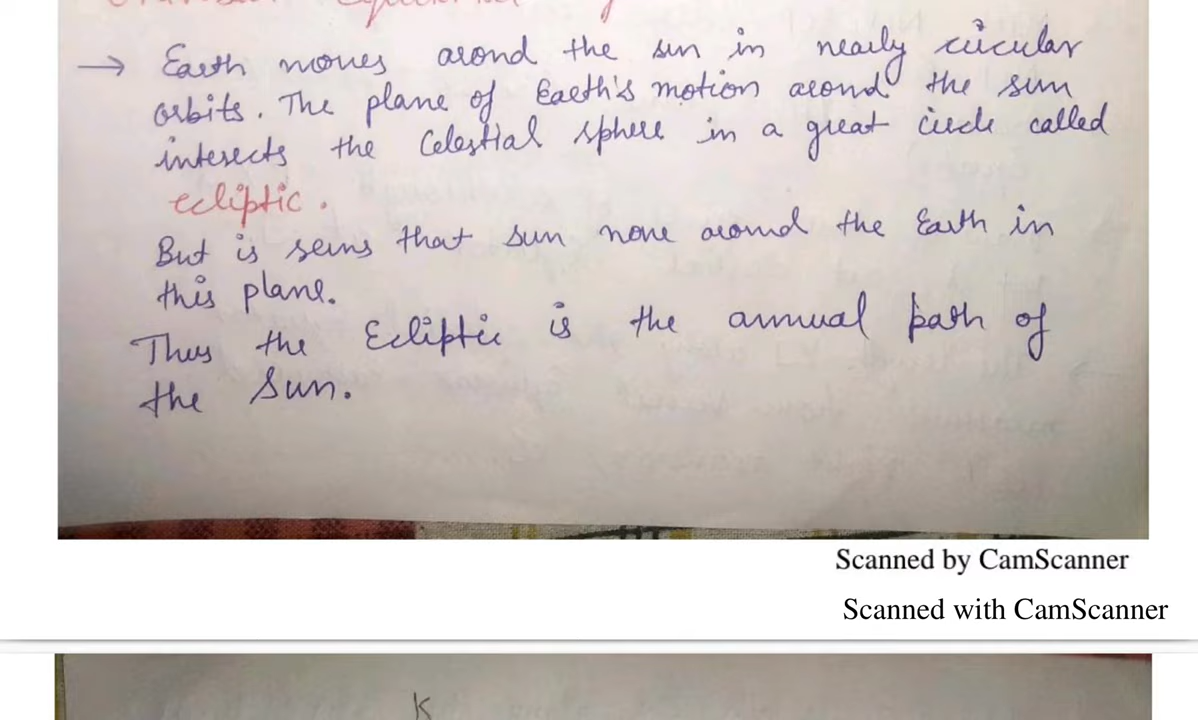 → Earth moves arond the sun in nearly circular
orbits. The plane of Earth's motion arond the sun
interects the Celestial sphere in a great circle called
ecliptic.
But is seems that sun move around the Earth in
this plane.
Thus the Ecliptic is the annual path of
the Sun.
Scanned by CamScanner
Scanned with CamScanner
K